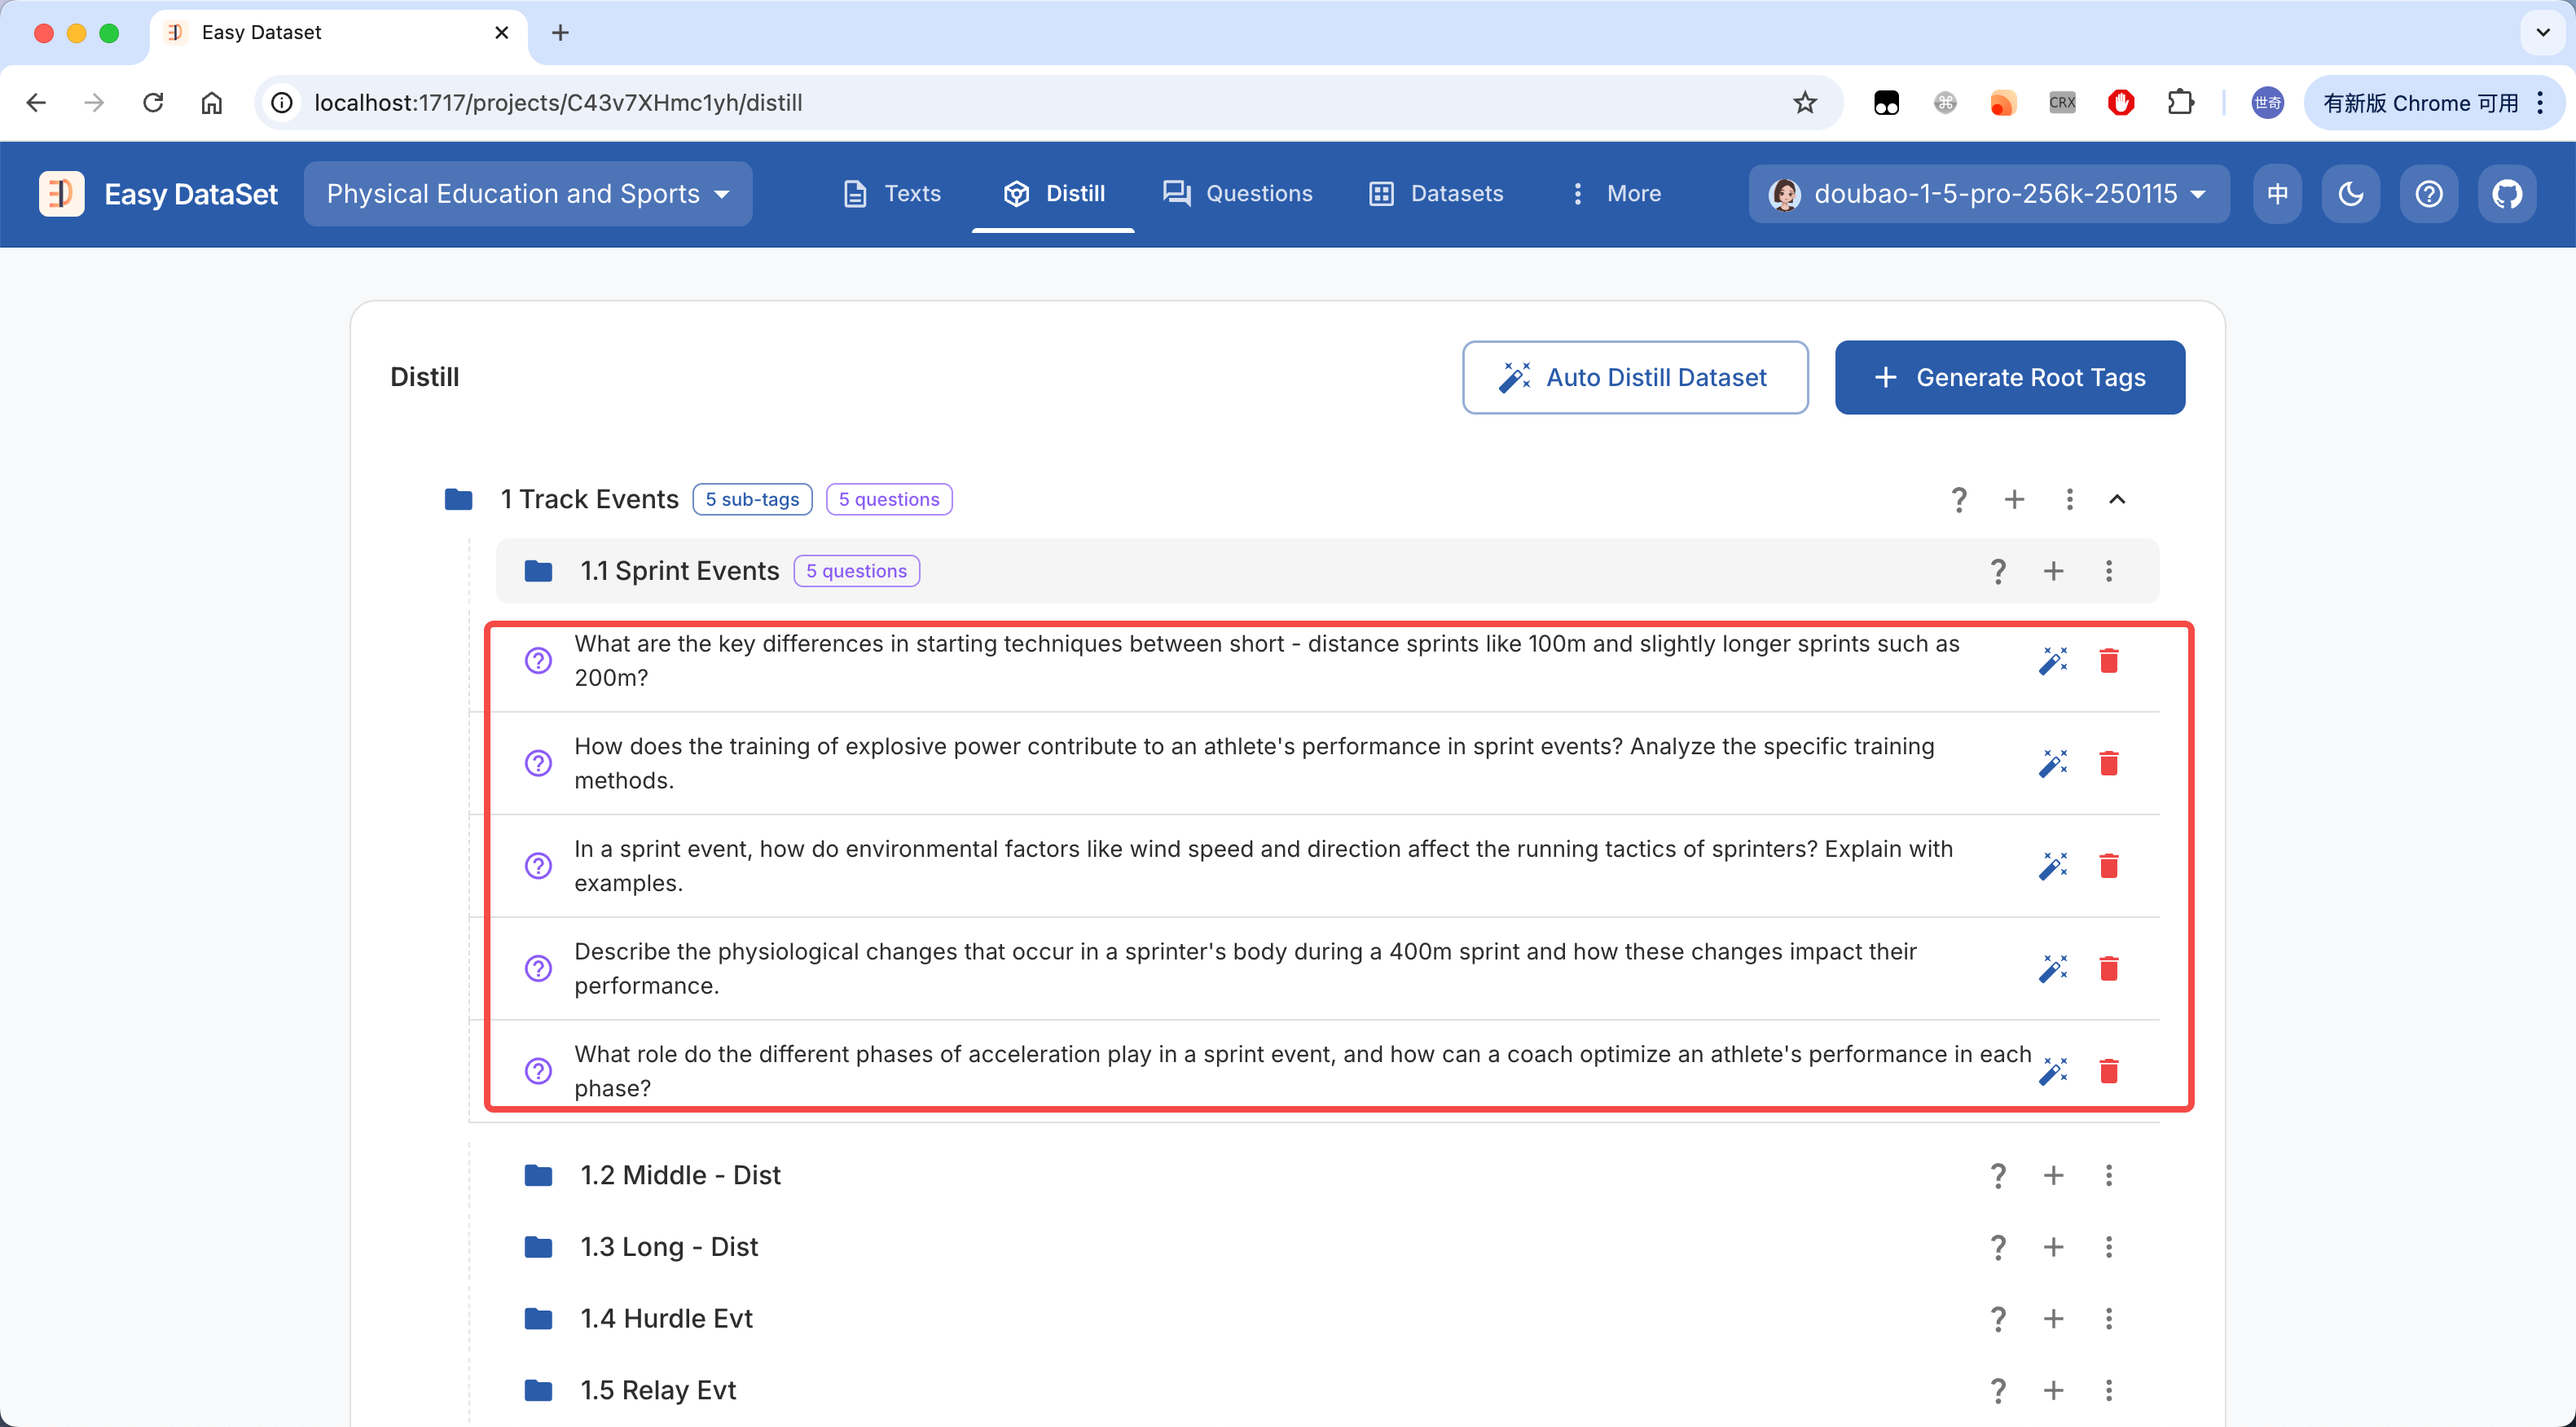 Easy Dataset
localhost:1717/projects/C43v7XHmc1yh/distill
CRX
世奇
有新版 Chrome 可用
Easy DataSet
Physical Education and Sports
Texts
Distill
Questions
Datasets
More
doubao-1-5-pro-256k-250115
中
Distill
Auto Distill Dataset
Generate Root Tags
1 Track Events
5 sub-tags
5 questions
1.1 Sprint Events
5 questions
What are the key differences in starting techniques between short - distance sprints like 100m and slightly longer sprints such as
200m?
How does the training of explosive power contribute to an athlete's performance in sprint events? Analyze the specific training
methods.
In a sprint event, how do environmental factors like wind speed and direction affect the running tactics of sprinters? Explain with
examples.
Describe the physiological changes that occur in a sprinter's body during a 400m sprint and how these changes impact their
performance.
What role do the different phases of acceleration play in a sprint event, and how can a coach optimize an athlete's performance in each
phase?
1.2 Middle - Dist
1.3 Long - Dist
1.4 Hurdle Evt
1.5 Relay Evt